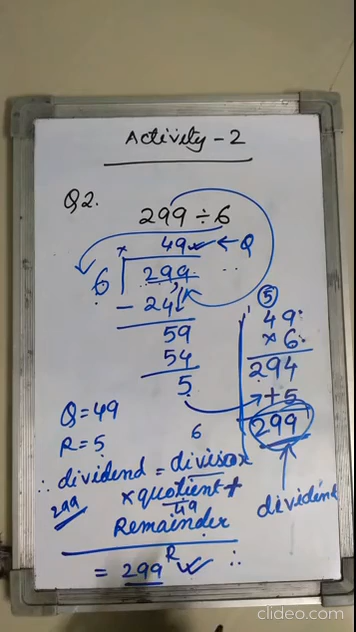 Activity - 2
Q2.
299 ÷ 6
× 49 ← Q
6 299
- 24
59
54
5
5
49
× 6
294
+ 5
299
dividend
Q = 49
R = 5
6
∴ dividend = divisor
× quotient +
299
49
Remainder
R
= 299
clideo.com